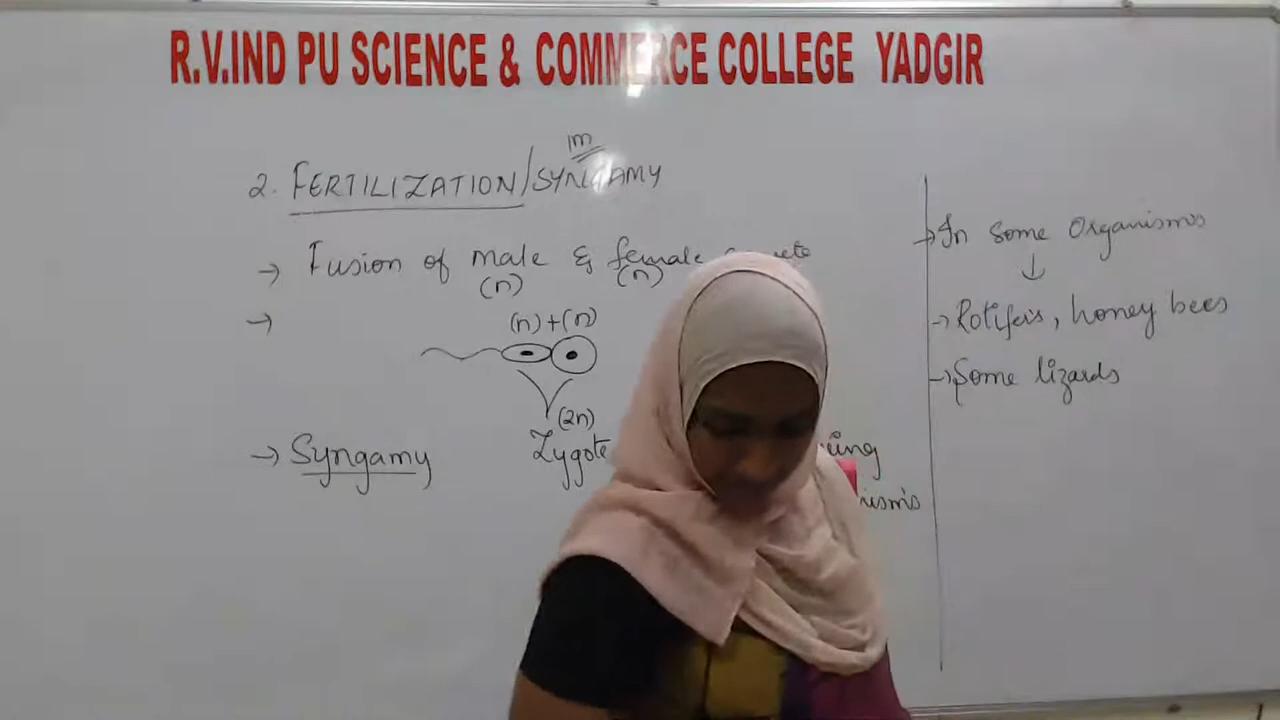 R.V.IND PU SCIENCE & COMMERCE COLLEGE YADGIR
1m
2. FERTILIZATION/SYNGAMY
→ Fusion of male & female
(n) (n)
→
(n)+(n)
(2n)
→ Syngamy Zygote
→ In Some Organisms
↓
→ Rotifers, honey bees
→ Some lizards